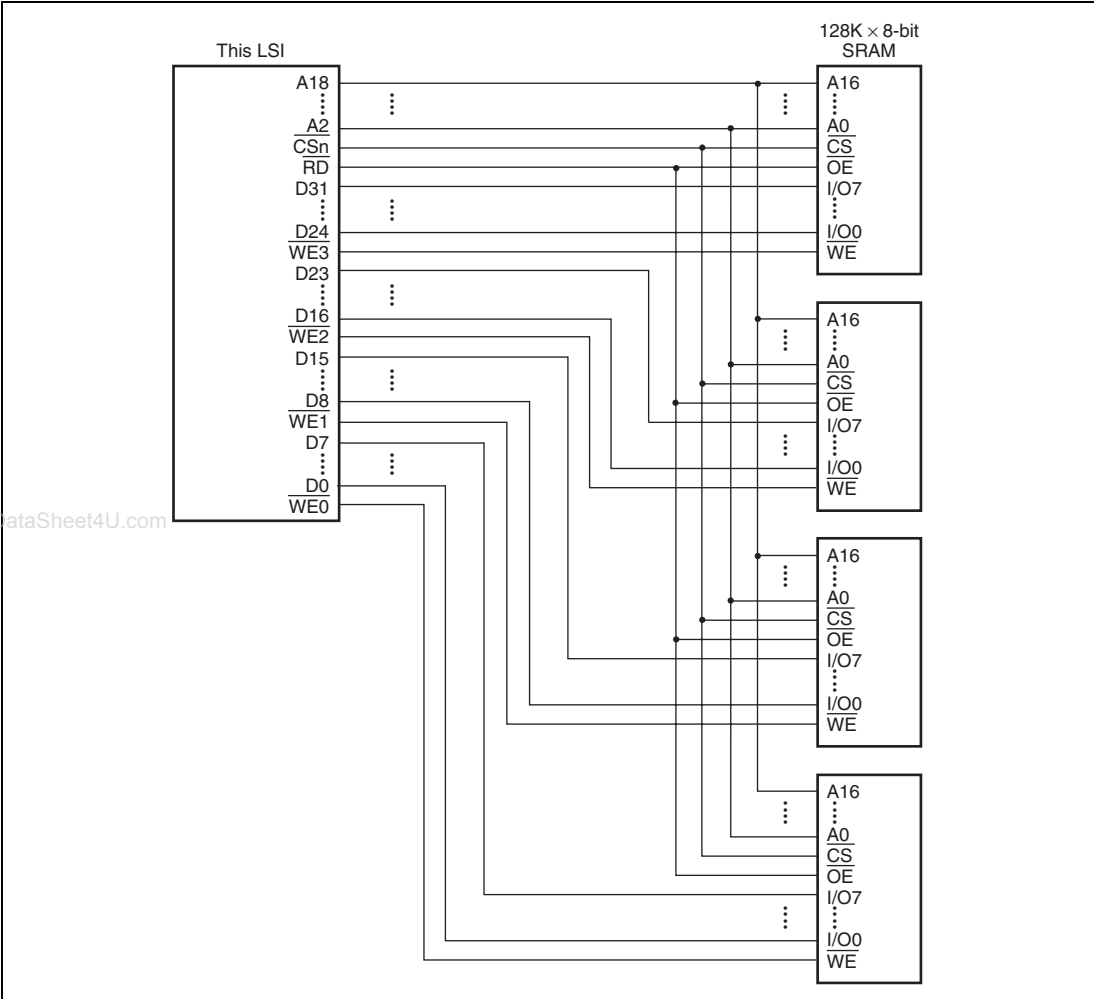 This LSI
128K × 8-bit
SRAM
A18
A2
CSn
RD
D31
D24
WE3
D23
D16
WE2
D15
D8
WE1
D7
D0
WE0
A16
A0
CS
OE
I/O7
I/O0
WE
A16
A0
CS
OE
I/O7
I/O0
WE
A16
A0
CS
OE
I/O7
I/O0
WE
A16
A0
CS
OE
I/O7
I/O0
WE
ataSheet4U.com